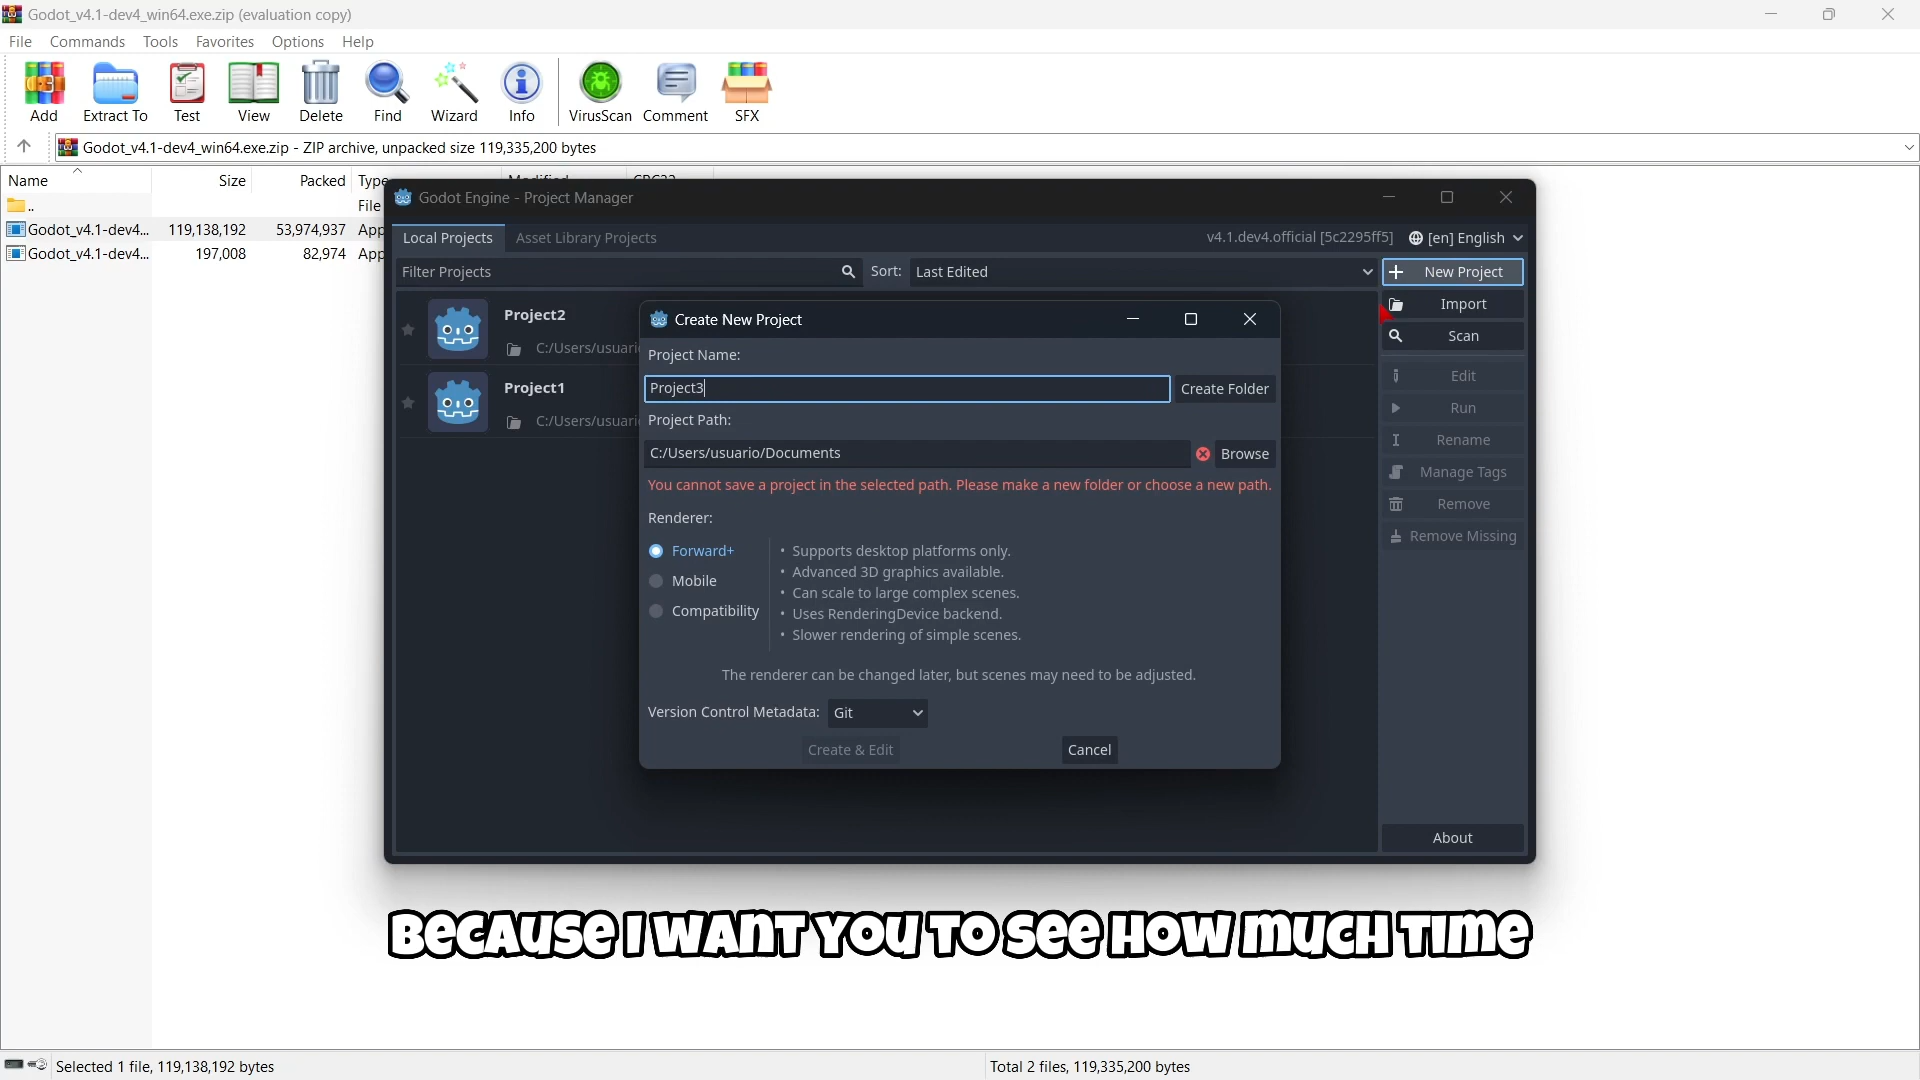 Godot_v4.1-dev4_win64.exe.zip (evaluation copy)
File Commands Tools Favorites Options Help
Add Extract To Test View Delete Find Wizard Info VirusScan Comment SFX
Godot_v4.1-dev4_win64.exe.zip - ZIP archive, unpacked size 119,335,200 bytes
Name Size Packed Type
.. File
Godot_v4.1-dev4... 119,138,192 53,974,937 App
Godot_v4.1-dev4... 197,008 82,974 App
Godot Engine - Project Manager
Local Projects Asset Library Projects v4.1.dev4.official [5c2295ff5] [en] English
Filter Projects Sort: Last Edited
New Project
Import
Scan
Edit
Run
Rename
Manage Tags
Remove
Remove Missing
About
Project2
C:/Users/usuari
Project1
C:/Users/usuari
Create New Project
Project Name:
Project3 Create Folder
Project Path:
C:/Users/usuario/Documents Browse
You cannot save a project in the selected path. Please make a new folder or choose a new path.
Renderer:
Forward+
Mobile
Compatibility
• Supports desktop platforms only.
• Advanced 3D graphics available.
• Can scale to large complex scenes.
• Uses RenderingDevice backend.
• Slower rendering of simple scenes.
The renderer can be changed later, but scenes may need to be adjusted.
Version Control Metadata: Git
Create & Edit Cancel
BECAUSE I WANT YOU TO SEE HOW MUCH TIME
Selected 1 file, 119,138,192 bytes Total 2 files, 119,335,200 bytes